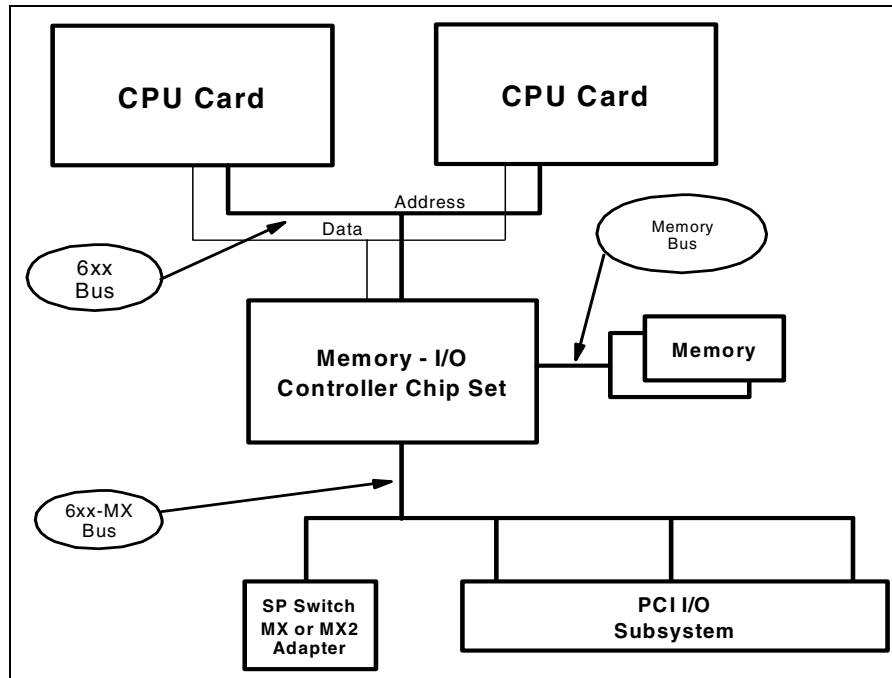 CPU Card
CPU Card
Address
Data
Memory
Bus
6xx
Bus
Memory - I/O
Controller Chip Set
Memory
6xx-MX
Bus
SP Switch
MX or MX2
Adapter
PCI I/O
Subsystem